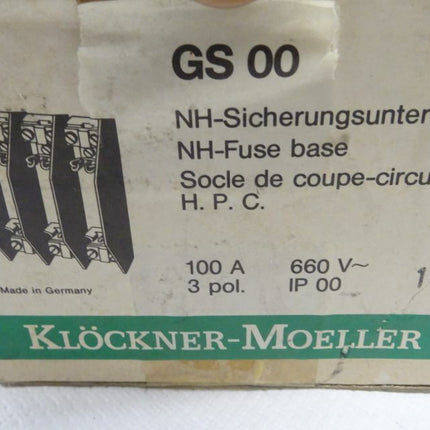 GS 00
NH-Sicherungsunter
NH-Fuse base
Socle de coupe-circu
H. P. C.
100 A 660 V~
3 pol. IP 00
Made in Germany
KLÖCKNER-MOELLER